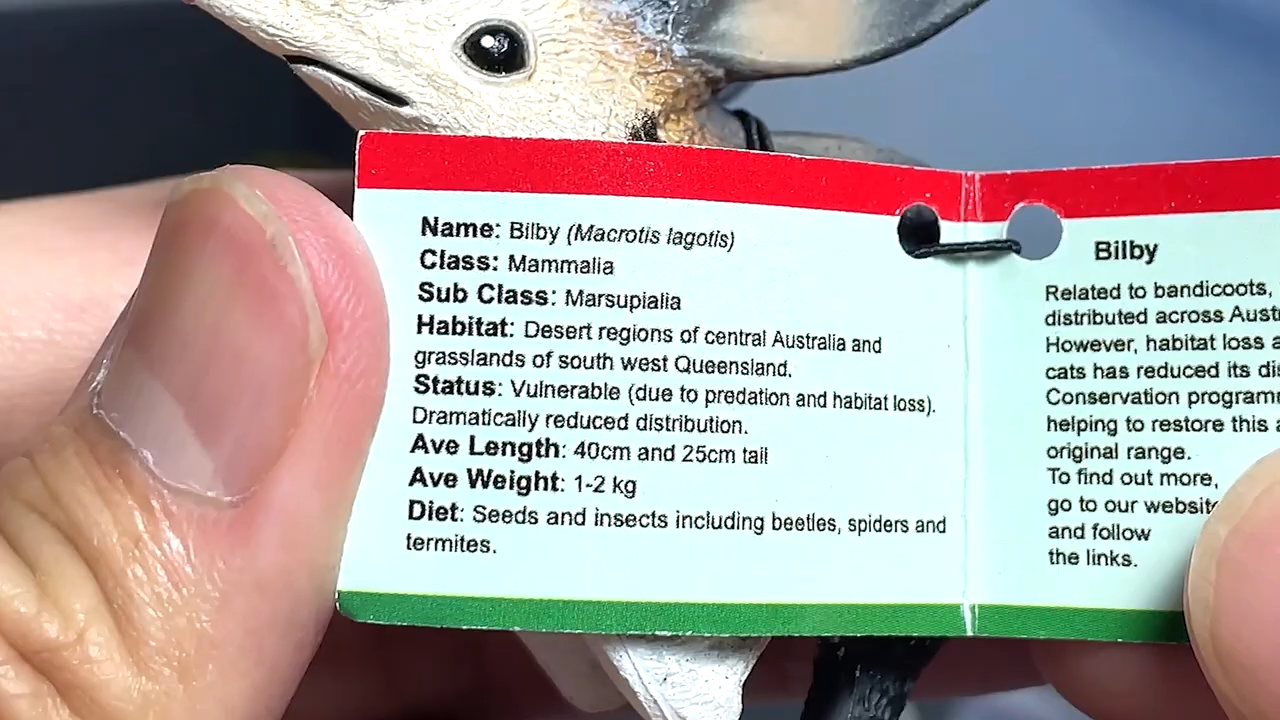 Name: Bilby (Macrotis lagotis)
Class: Mammalia
Sub Class: Marsupialia
Habitat: Desert regions of central Australia and
grasslands of south west Queensland.
Status: Vulnerable (due to predation and habitat loss).
Dramatically reduced distribution.
Ave Length: 40cm and 25cm tail
Ave Weight: 1-2 kg
Diet: Seeds and insects including beetles, spiders and
termites.
Bilby
Related to bandicoots,
distributed across
However, habitat loss
cats has reduced its
Conservation
helping to restore this
original range.
To find out more,
go to our
and follow
the links.